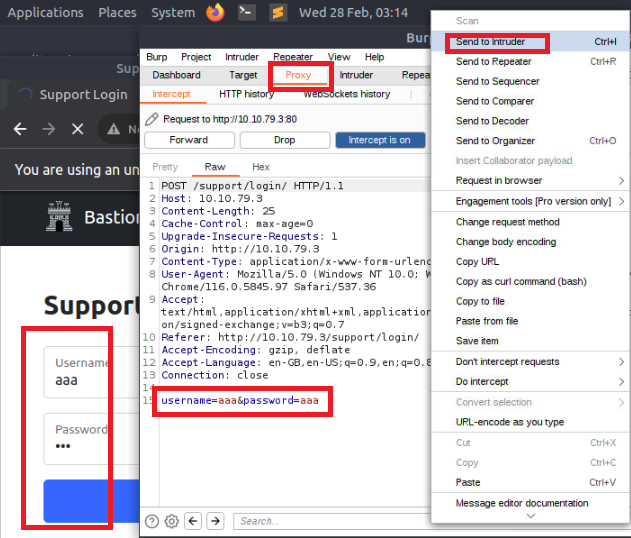 Applications Places System Wed 28 Feb, 03:14
Burp
Burp Project Intruder Repeater View Help
Dashboard Target Proxy Intruder
Intercept HTTP history WebSockets history
Request to http://10.10.79.3:80
Forward Drop Intercept is on
Pretty Raw Hex
1 POST /support/login/ HTTP/1.1
2 Host: 10.10.79.3
3 Content-Length: 25
4 Cache-Control: max-age=0
5 Upgrade-Insecure-Requests: 1
6 Origin: http://10.10.79.3
7 Content-Type: application/x-www-form-urlenc
8 User-Agent: Mozilla/5.0 (Windows NT 10.0; W
Chrome/116.0.5845.97 Safari/537.36
9 Accept:
text/html,application/xhtml+xml,application
on/signed-exchange;v=b3;q=0.7
10 Referer: http://10.10.79.3/support/login/
11 Accept-Encoding: gzip, deflate
12 Accept-Language: en-GB,en-US;q=0.9,en;q=0.8
13 Connection: close
14
15 username=aaa&password=aaa
Search...
Support Login
You are using an un
Bastion
Support
Username
aaa
Password
•••
Scan
Send to Intruder Ctrl+I
Send to Repeater Ctrl+R
Send to Sequencer
Send to Comparer
Send to Decoder
Send to Organizer Ctrl+O
Insert Collaborator payload
Request in browser
Engagement tools [Pro version only]
Change request method
Change body encoding
Copy URL
Copy as curl command (bash)
Copy to file
Paste from file
Save item
Don't intercept requests
Do intercept
Convert selection
URL-encode as you type
Cut Ctrl+X
Copy Ctrl+C
Paste Ctrl+V
Message editor documentation